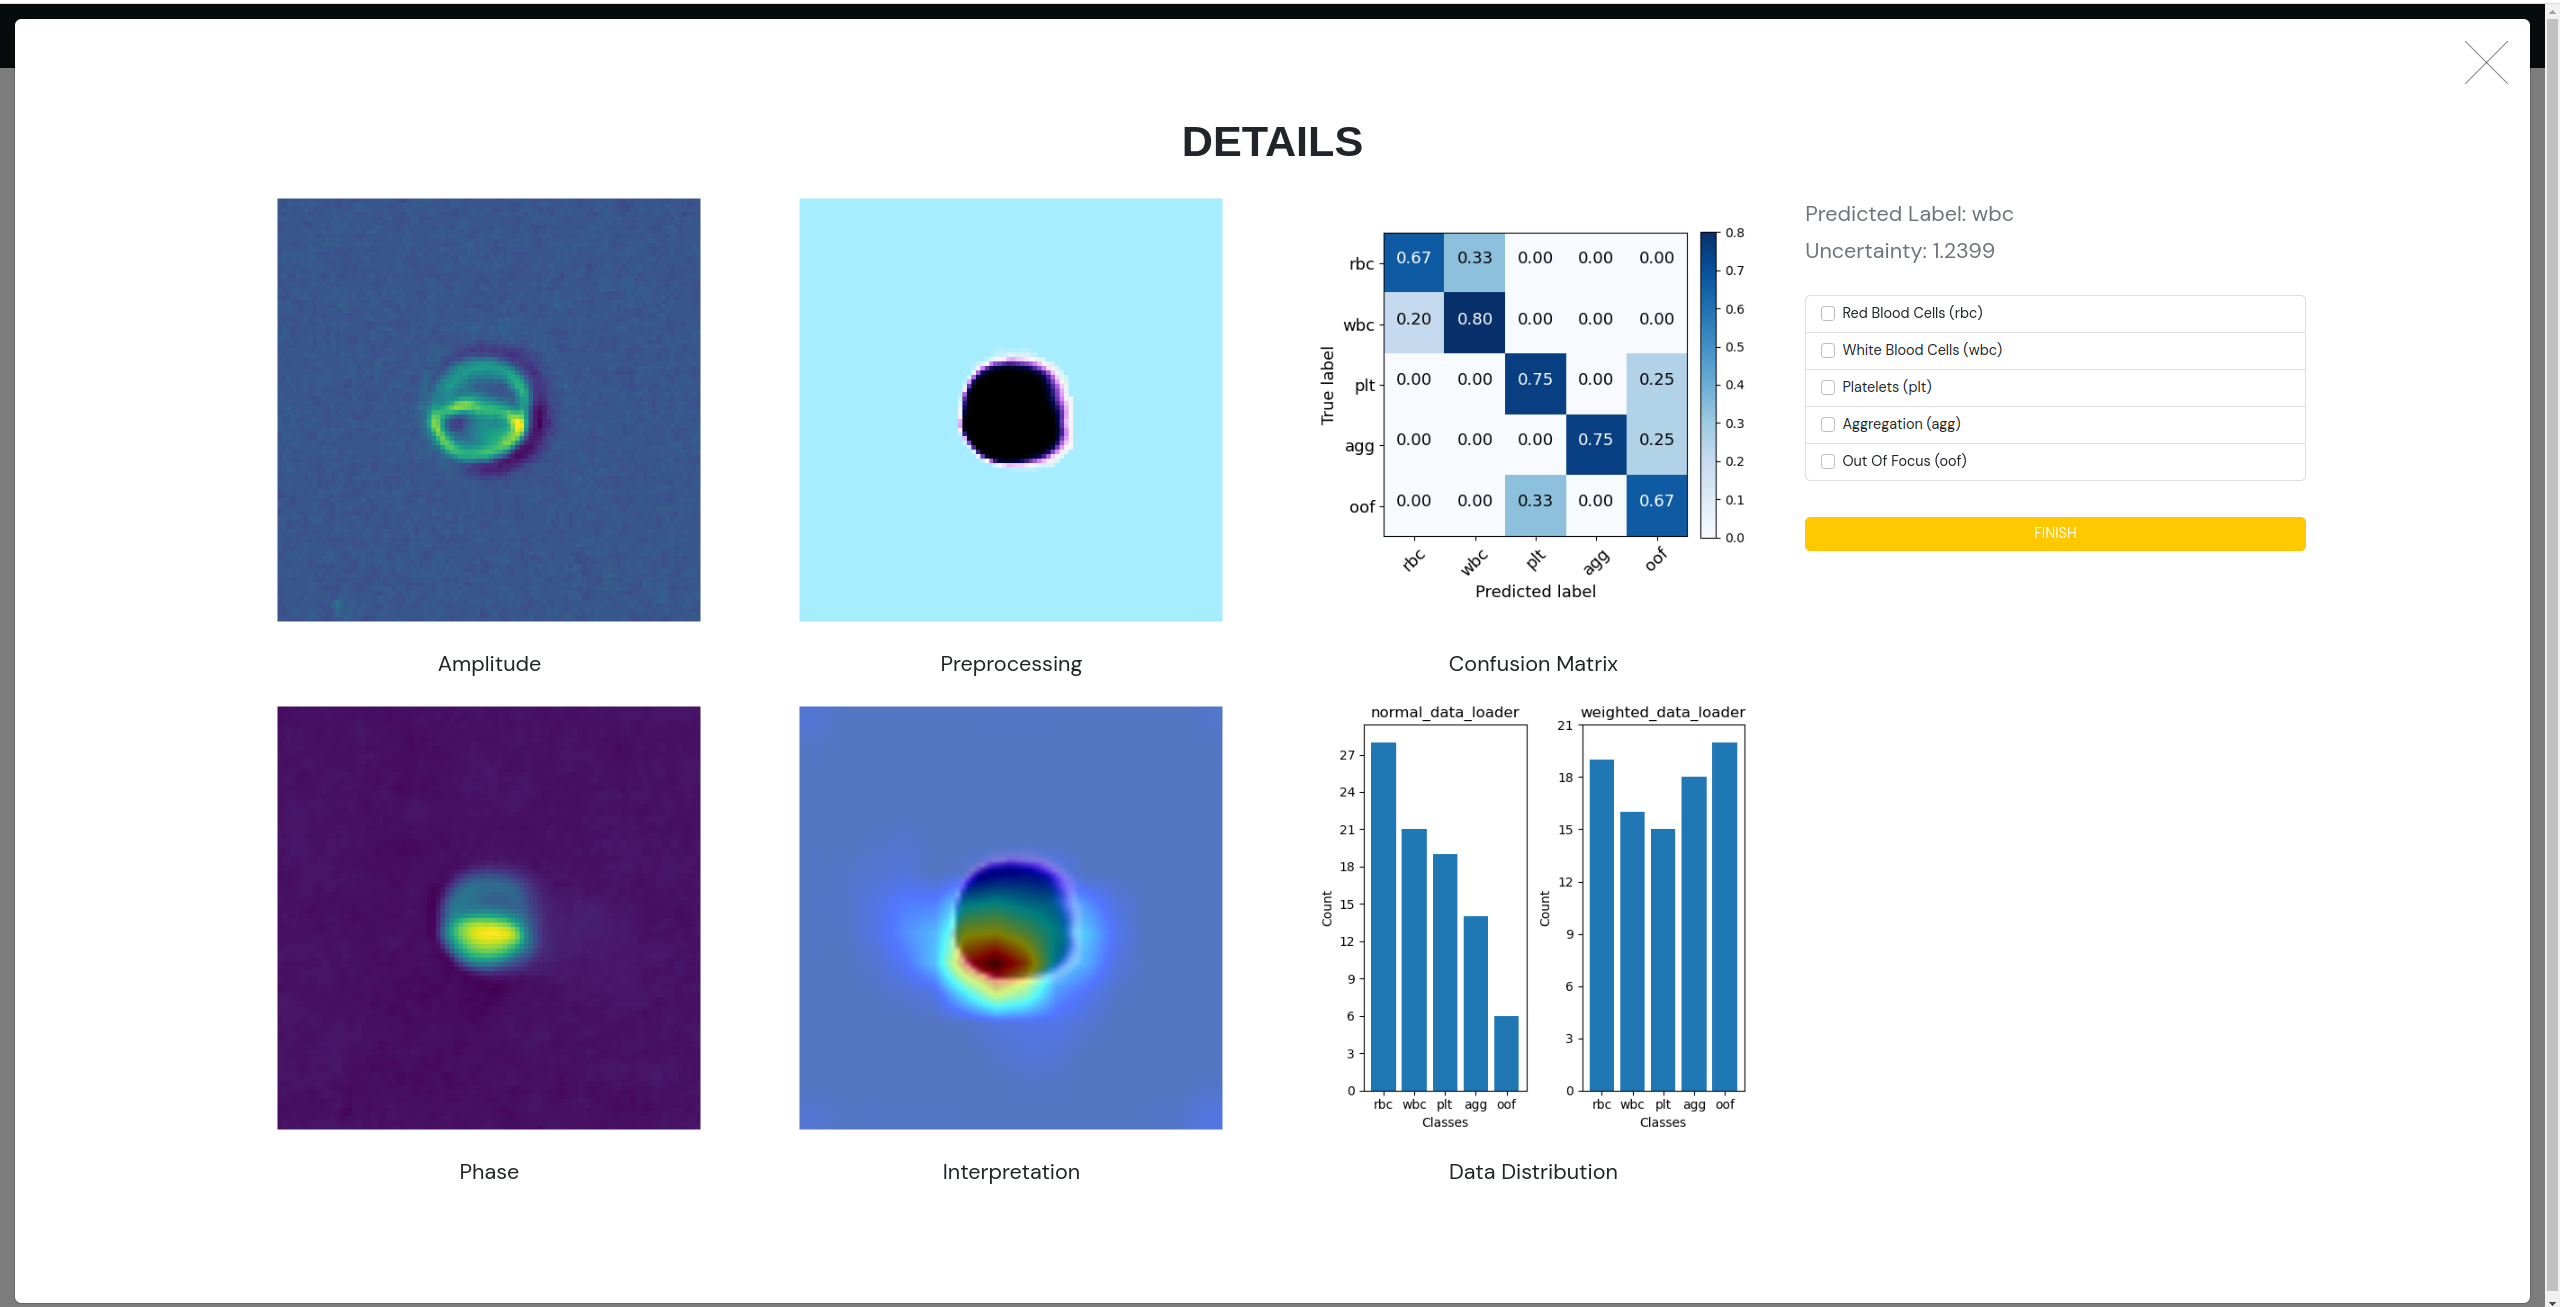 DETAILS
Amplitude
Preprocessing
True label
rbc
wbc
plt
agg
oof
0.67 0.33 0.00 0.00 0.00
0.20 0.80 0.00 0.00 0.00
0.00 0.00 0.75 0.00 0.25
0.00 0.00 0.00 0.75 0.25
0.00 0.00 0.33 0.00 0.67
rbc wbc plt agg oof
Predicted label
0.8
0.7
0.6
0.5
0.4
0.3
0.2
0.1
0.0
Confusion Matrix
Predicted Label: wbc
Uncertainty: 1.2399
Red Blood Cells (rbc)
White Blood Cells (wbc)
Platelets (plt)
Aggregation (agg)
Out Of Focus (oof)
FINISH
Phase
Interpretation
normal_data_loader
Count
27
24
21
18
15
12
9
6
3
0
rbc wbc plt agg oof
Classes
weighted_data_loader
Count
21
18
15
12
9
6
3
0
rbc wbc plt agg oof
Classes
Data Distribution